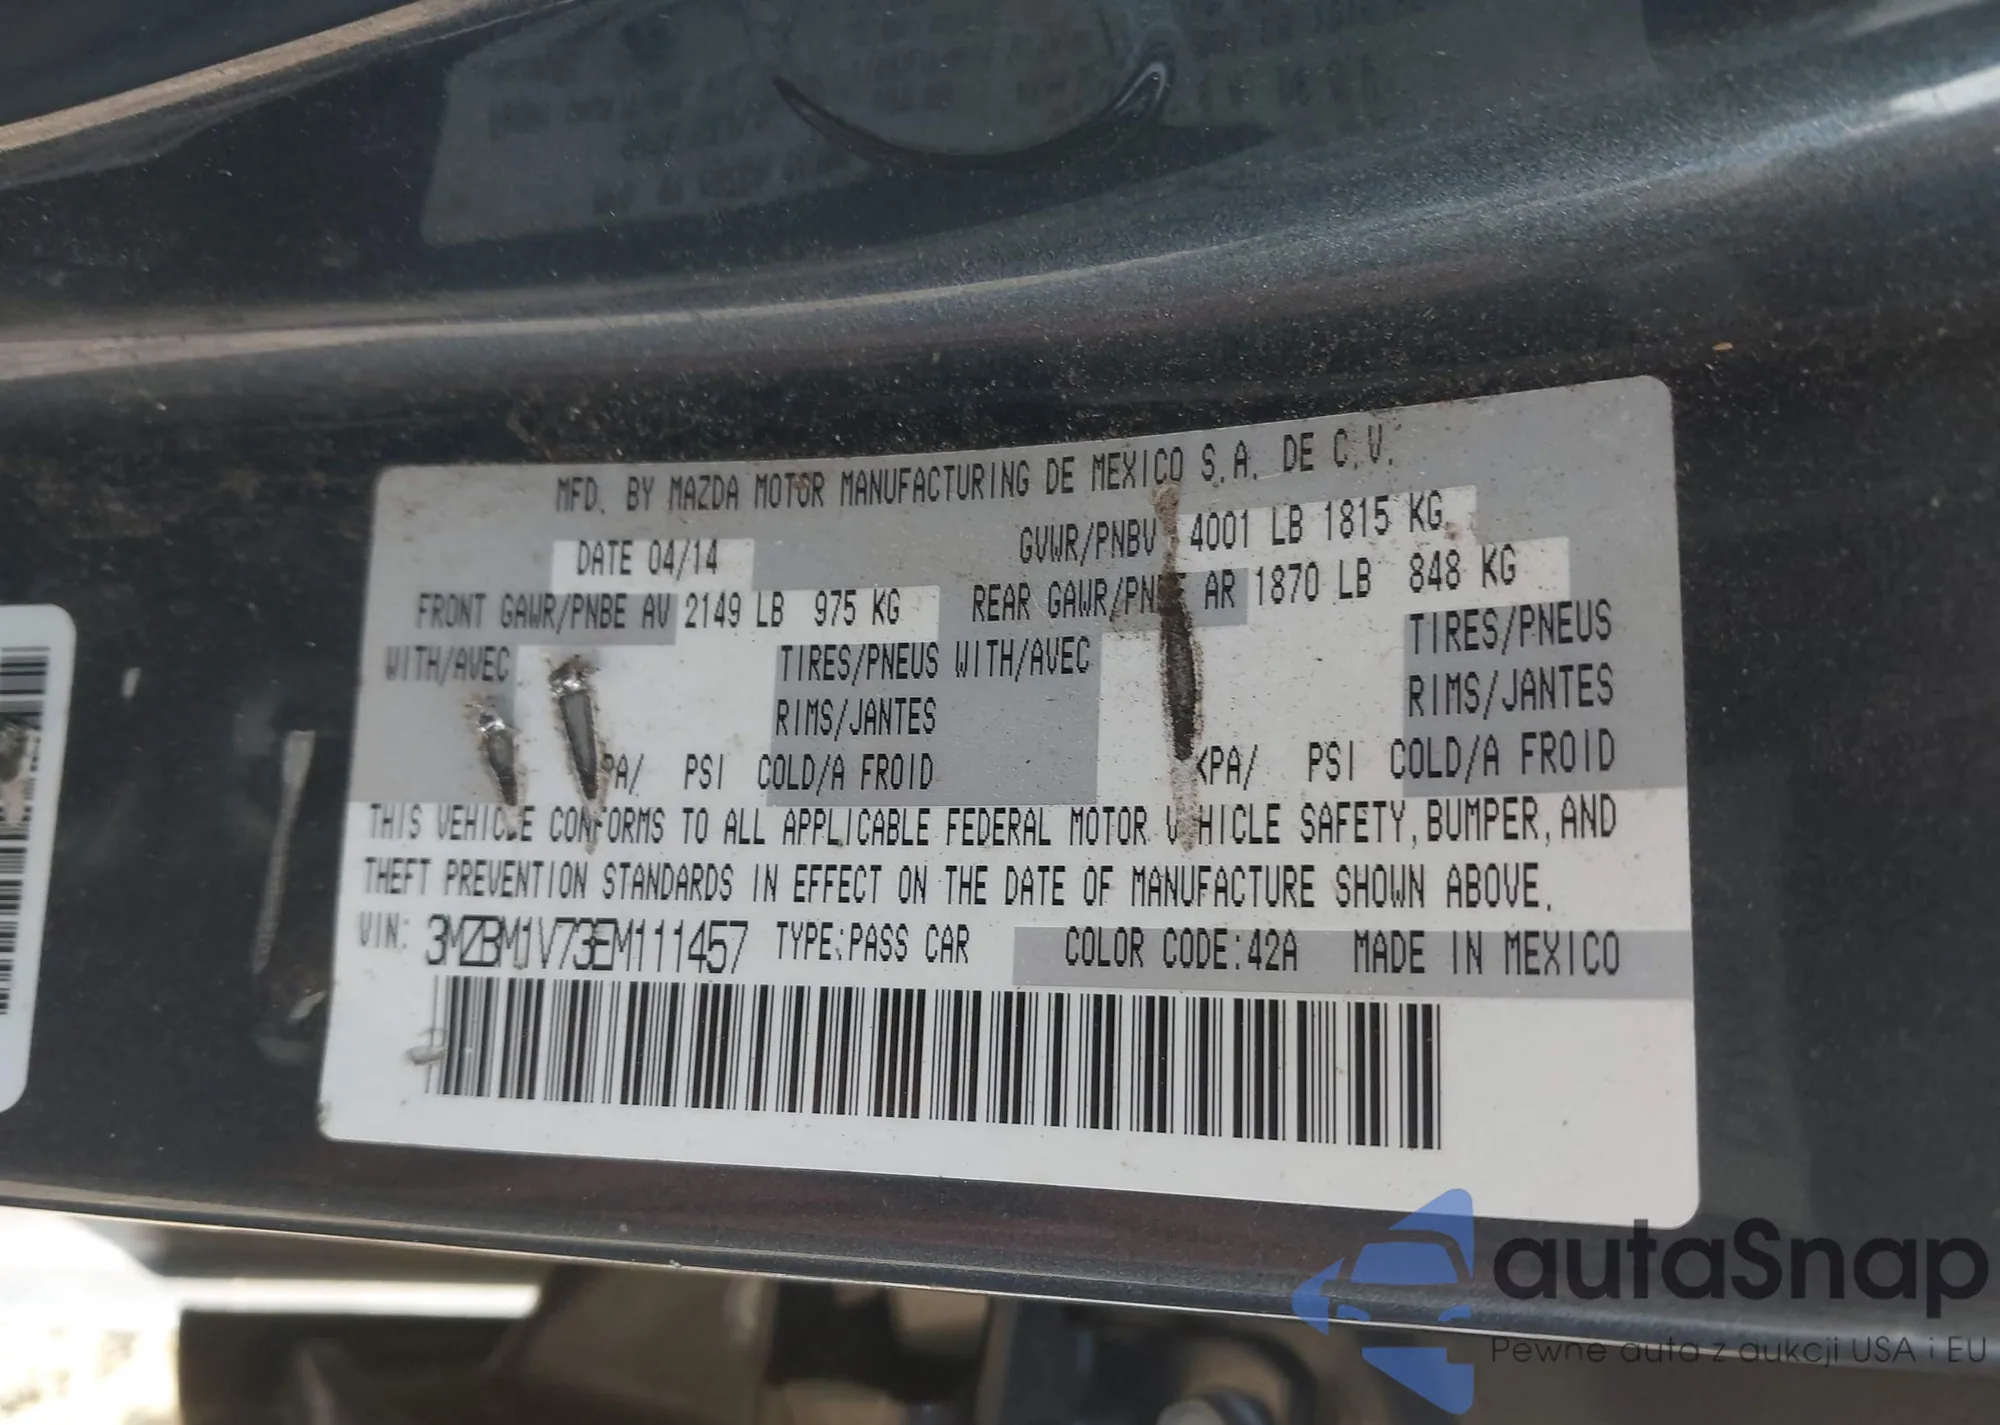 MFD. BY MAZDA MOTOR MANUFACTURING DE MEXICO S.A. DE C.V.
DATE 04/14 GVWR/PNBV 4001 LB 1815 KG
FRONT GAWR/PNBE AV 2149 LB 975 KG REAR GAWR/PNBE AR 1870 LB 848 KG
WITH/AVEC TIRES/PNEUS WITH/AVEC TIRES/PNEUS
RIMS/JANTES RIMS/JANTES
PA/ PSI COLD/A FROID KPA/ PSI COLD/A FROID
THIS VEHICLE CONFORMS TO ALL APPLICABLE FEDERAL MOTOR VEHICLE SAFETY, BUMPER, AND
THEFT PREVENTION STANDARDS IN EFFECT ON THE DATE OF MANUFACTURE SHOWN ABOVE.
VIN: 3MZBM1V73EM111457 TYPE:PASS CAR COLOR CODE:42A MADE IN MEXICO
autaSnap
Pewne auta z aukcji USA i EU